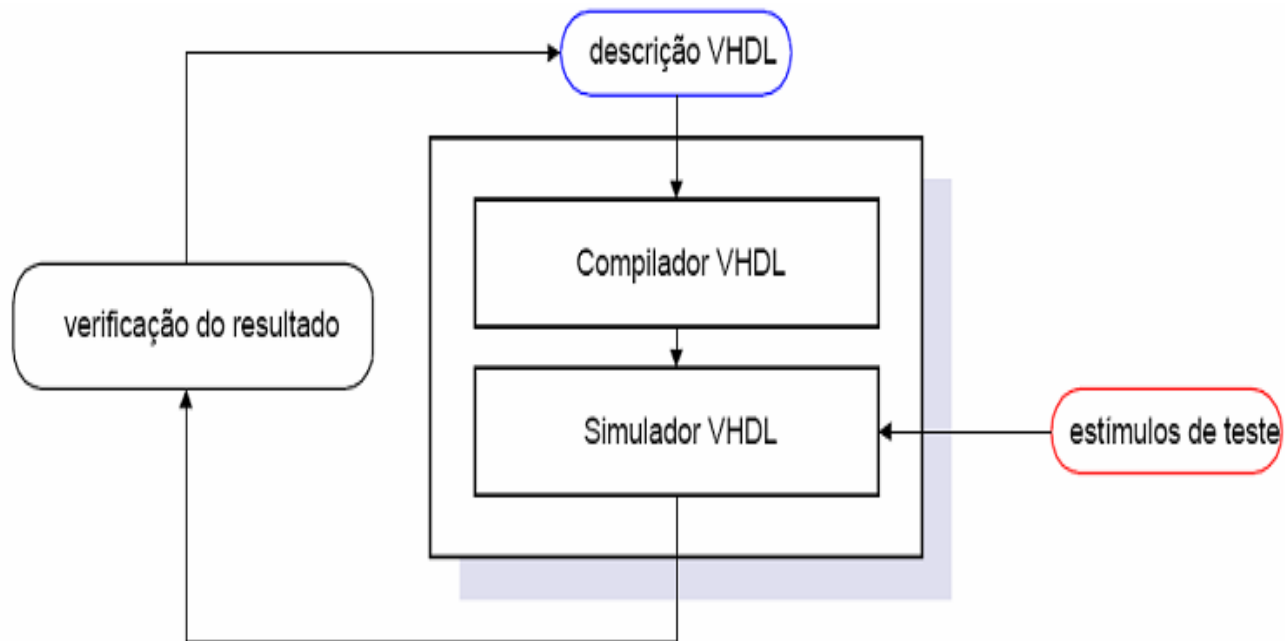 descrição VHDL
Compilador VHDL
verificação do resultado
Simulador VHDL
estímulos de teste